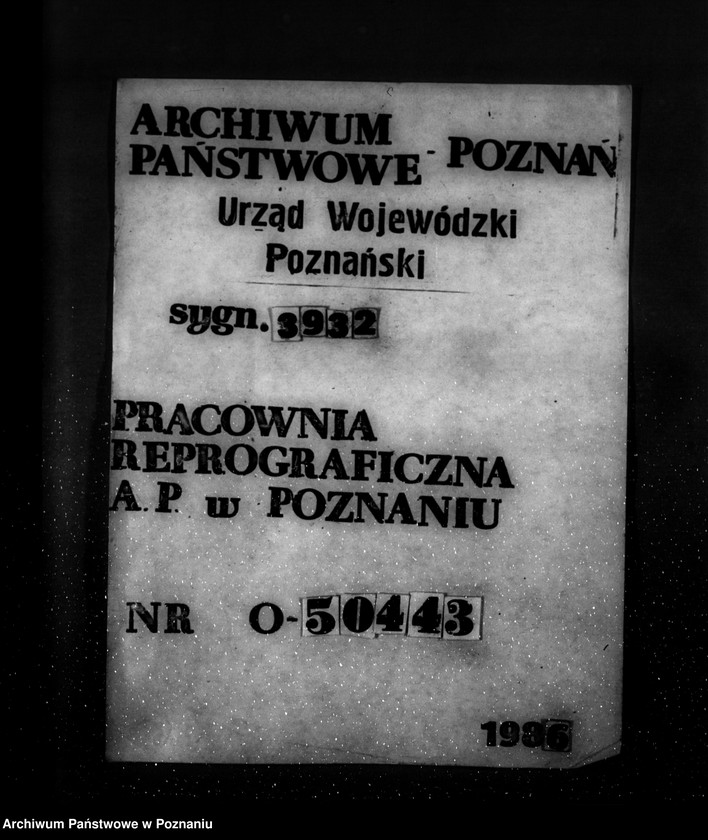 ARCHIWUM
PAŃSTWOWE - POZNAŃ
Urząd Wojewódzki
Poznański
sygn. 3932
PRACOWNIA
REPROGRAFICZNA
A. P. w POZNANIU
NR O-50443
1986
Archiwum Państwowe w Poznaniu